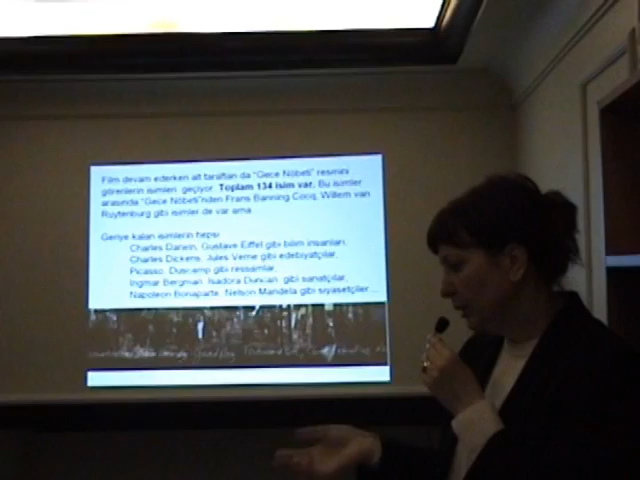 Film devam ederken alt taraftan da "Gece Nöbeti" resmini
görenlerin isimleri geçiyor. Toplam 134 isim var. Bu isimler
arasında "Gece Nöbeti"nden Frans Banning Cocq, Willem van
Ruytenburg gibi isimler de var ama
Geriye kalan isimlerin hepsi
Charles Darwin, Gustave Eiffel gibi bilim insanları,
Charles Dickens, Jules Verne gibi edebiyatçılar,
Picasso, Duscamp gibi ressamlar,
Ingmar Bergman, Isadora Duncan gibi sanatçılar,
Napoleon Bonaparte, Nelson Mandela gibi siyasetçiler...